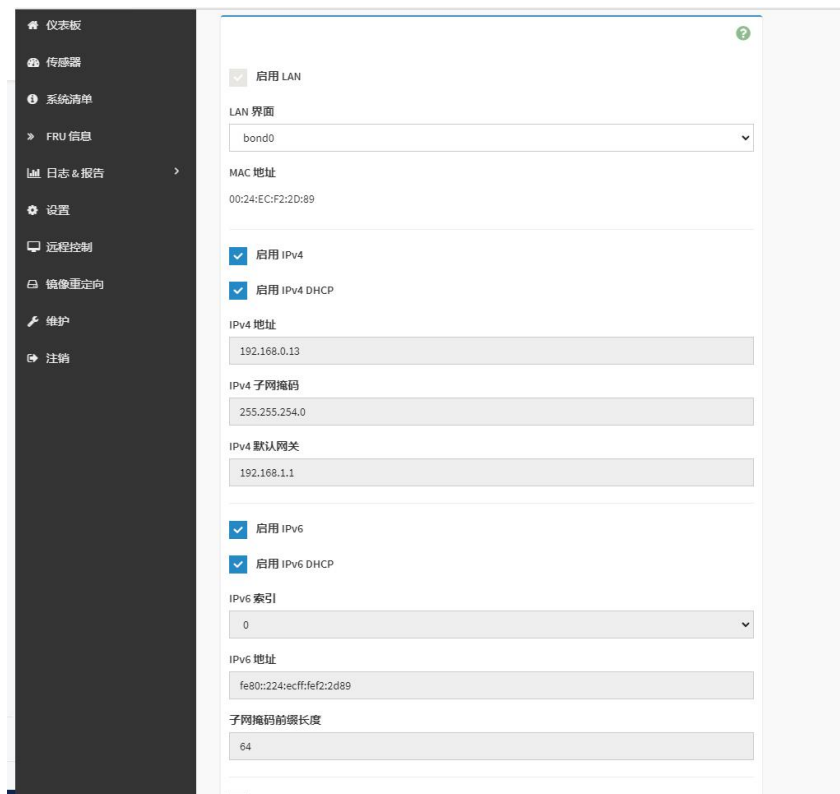 仪表板
传感器
系统清单
FRU 信息
日志 & 报告
设置
远程控制
镜像重定向
维护
注销
启用 LAN
LAN 界面
bond0
MAC 地址
00:24:EC:F2:2D:89
启用 IPv4
启用 IPv4 DHCP
IPv4 地址
192.168.0.13
IPv4 子网掩码
255.255.254.0
IPv4 默认网关
192.168.1.1
启用 IPv6
启用 IPv6 DHCP
IPv6 索引
0
IPv6 地址
fe80::224:ecff:fef2:2d89
子网掩码前缀长度
64